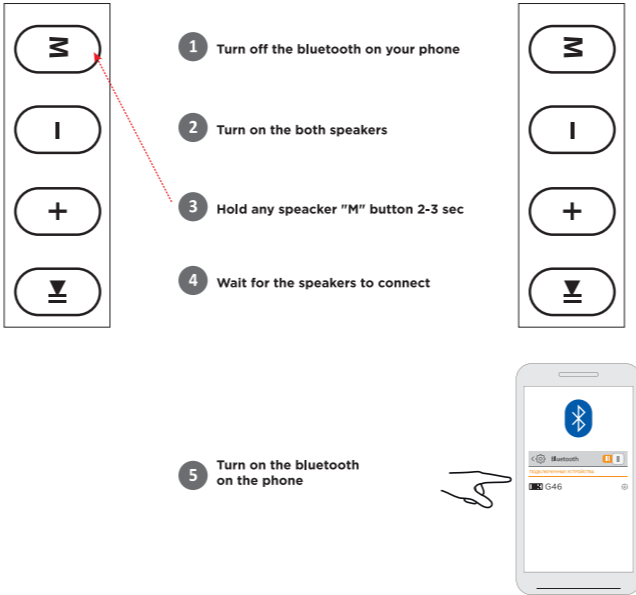 M
M
1 Turn off the bluetooth on your phone
2 Turn on the both speakers
3 Hold any speacker "M" button 2-3 sec
4 Wait for the speakers to connect
5 Turn on the bluetooth
on the phone
Bluetooth
ПОДКЛЮЧЕННЫЕ УСТРОЙСТВА
G46